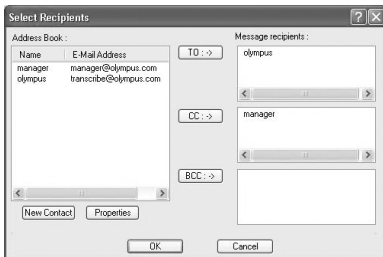 Select Recipients
Address Book :
Name E-Mail Address
manager manager@olympus.com
olympus transcribe@olympus.com
New Contact Properties
TO : ->
CC : ->
BCC : ->
Message recipients :
olympus
manager
OK Cancel